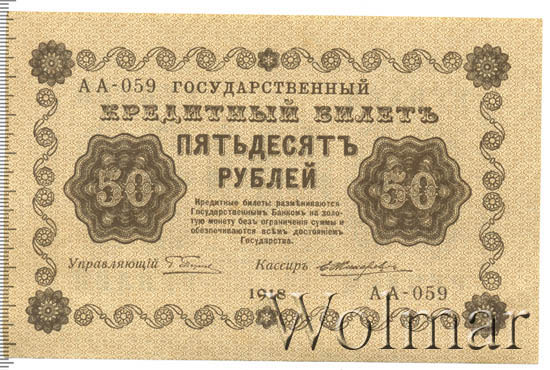 АА-059 ГОСУДАРСТВЕННЫЙ
КРЕДИТНЫЙ БИЛЕТЪ
ПЯТЬДЕСЯТЪ
РУБЛЕЙ
50
50
Кредитные билеты размѣниваются
Государственнымъ Банкомъ на золо-
тую монету безъ ограниченія суммы и
обезпечиваются всѣмъ достояніемъ
Государства.
Управляющій
Кассиръ
1918
АА-059
Wolmar